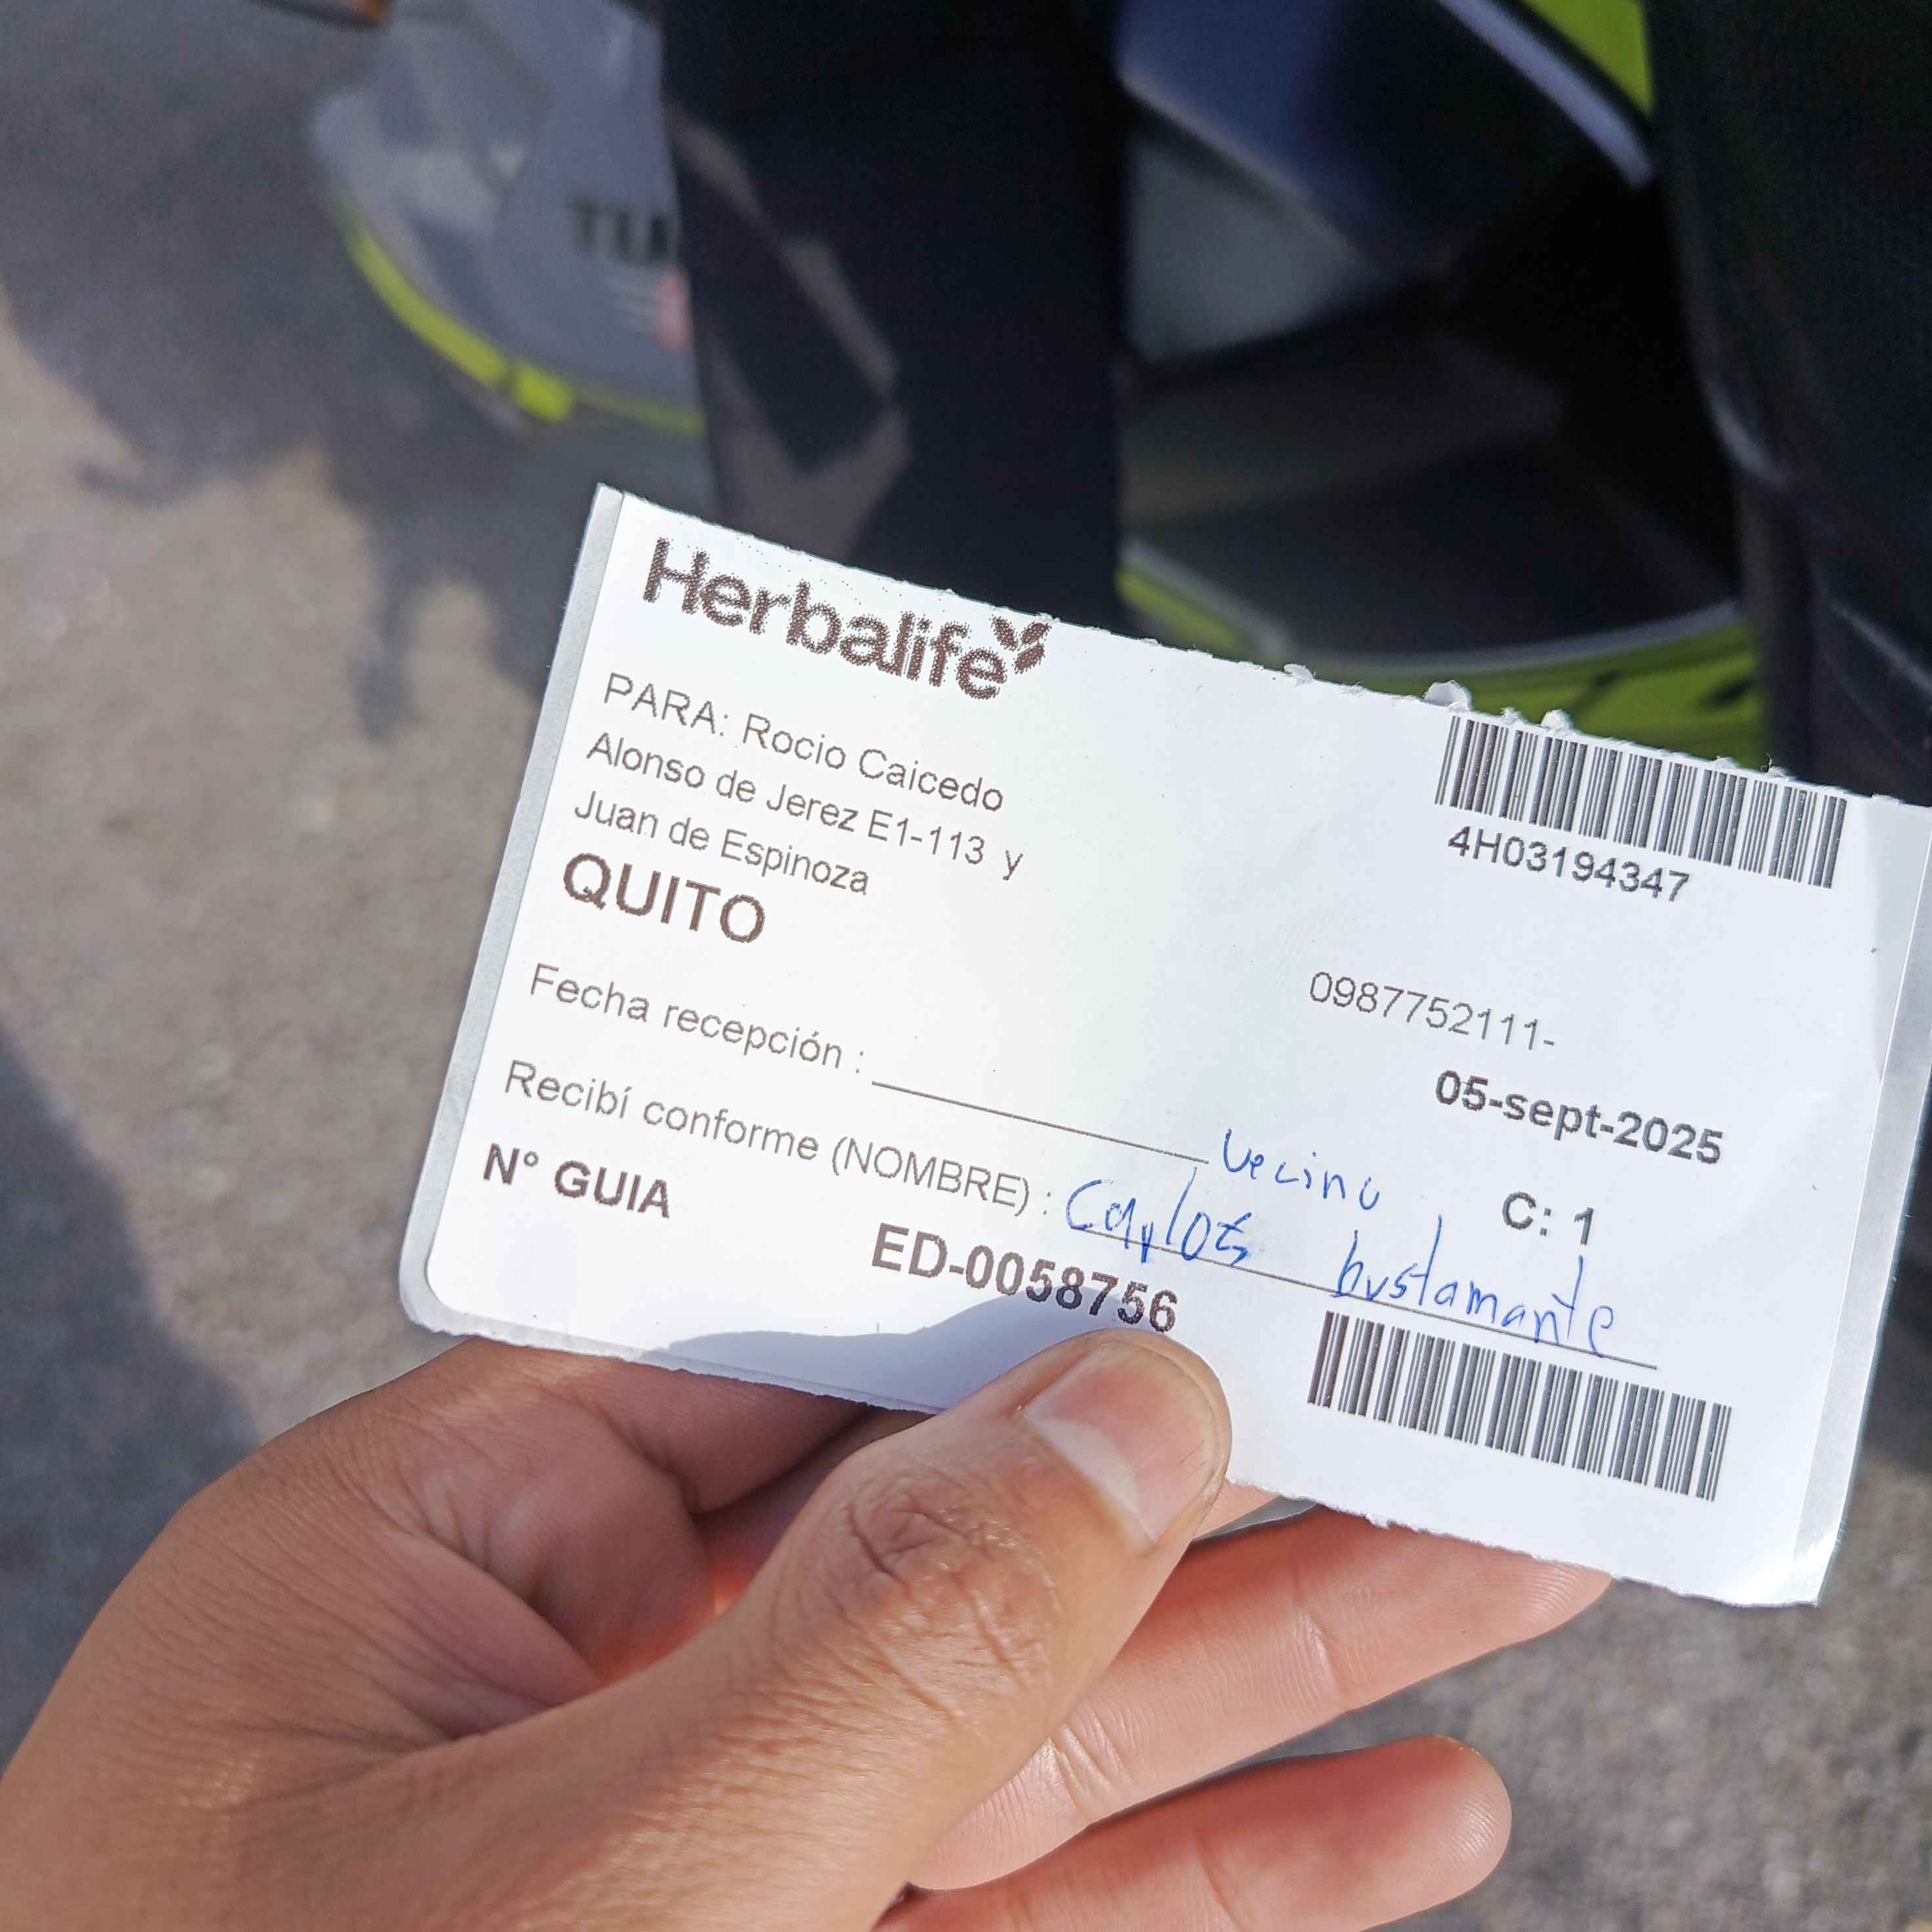 Herbalife
PARA: Rocio Caicedo
Alonso de Jerez E1-113 y
Juan de Espinoza
QUITO
4H03194347
0987752111-
05-sept-2025
Fecha recepción :
vecino
C: 1
Recibí conforme (NOMBRE) : Carlos bustamante
N° GUIA
ED-0058756